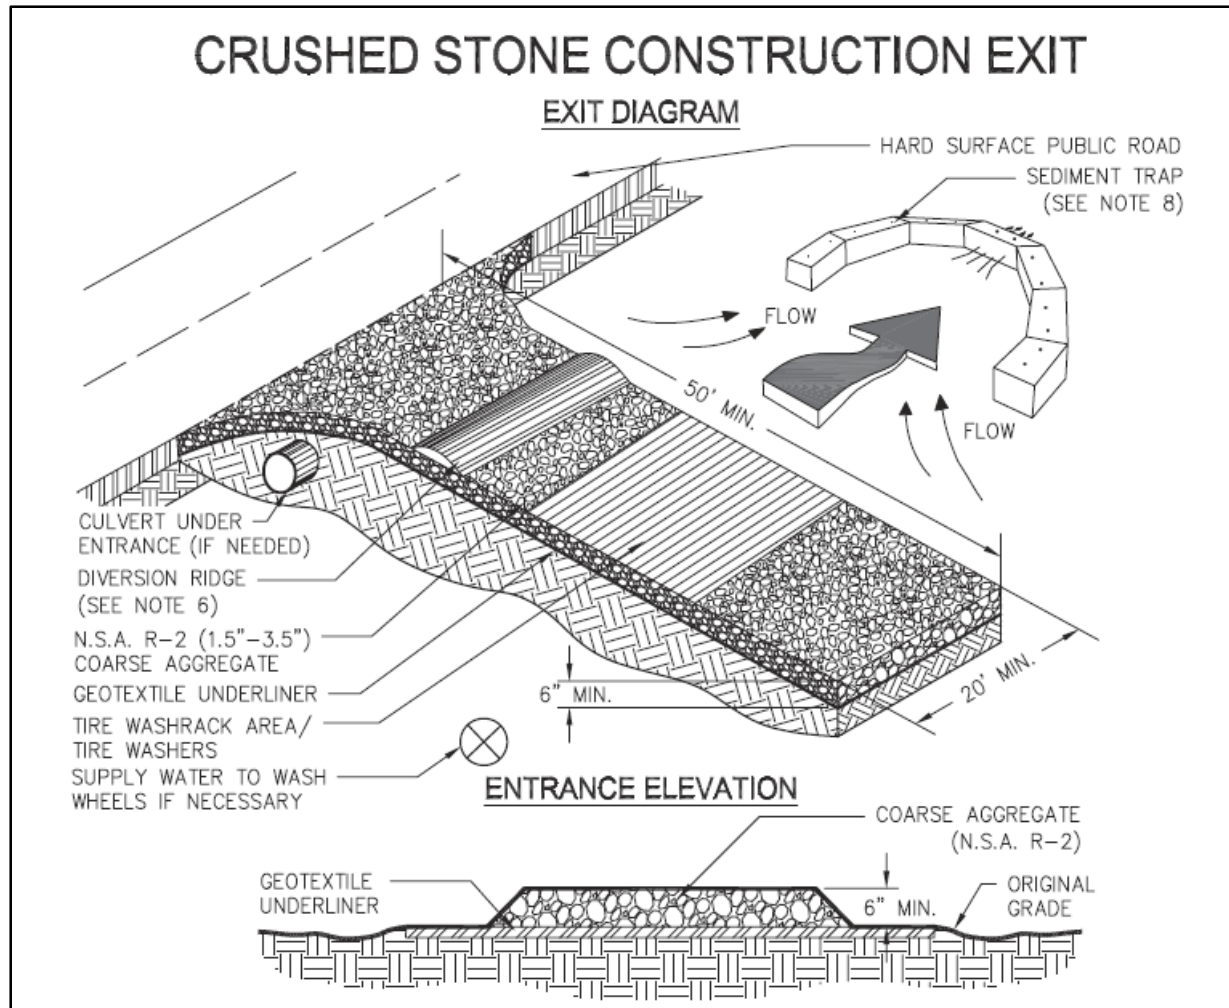 CRUSHED STONE CONSTRUCTION EXIT
EXIT DIAGRAM
HARD SURFACE PUBLIC ROAD
SEDIMENT TRAP
(SEE NOTE 8)
FLOW
50' MIN.
FLOW
CULVERT UNDER
ENTRANCE (IF NEEDED)
DIVERSION RIDGE
(SEE NOTE 6)
N.S.A. R-2 (1.5"-3.5")
COARSE AGGREGATE
GEOTEXTILE UNDERLINER
TIRE WASHRACK AREA/
TIRE WASHERS
SUPPLY WATER TO WASH
WHEELS IF NECESSARY
6" MIN.
20' MIN.
ENTRANCE ELEVATION
COARSE AGGREGATE
(N.S.A. R-2)
GEOTEXTILE
UNDERLINER
6" MIN.
ORIGINAL
GRADE